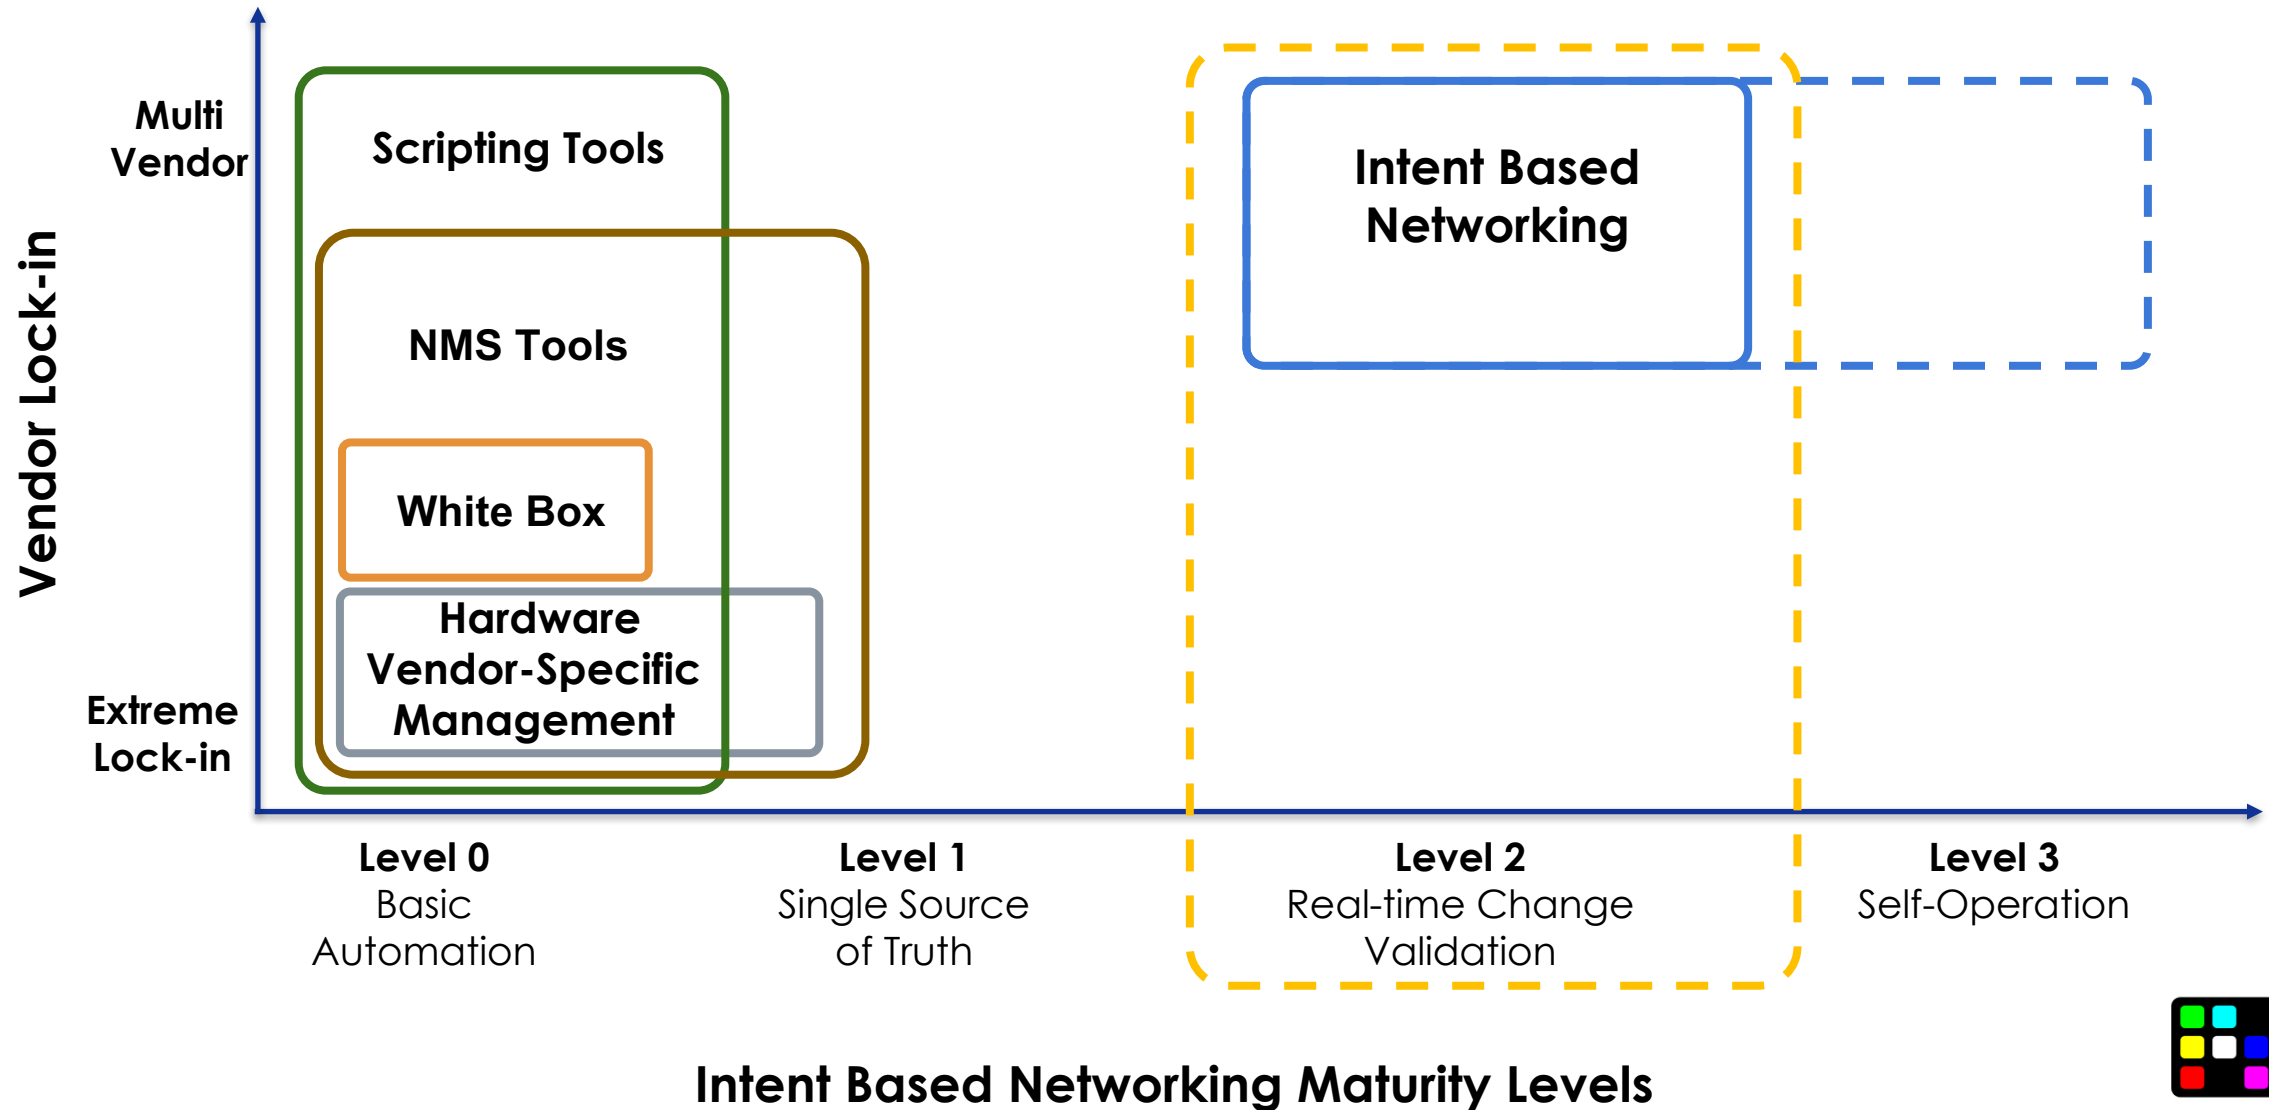 Multi
Vendor
Scripting Tools
Intent Based
Networking
Vendor Lock-in
NMS Tools
White Box
Hardware
Vendor-Specific
Management
Extreme
Lock-in
Level 0
Basic
Automation
Level 1
Single Source
of Truth
Level 2
Real-time Change
Validation
Level 3
Self-Operation
Intent Based Networking Maturity Levels